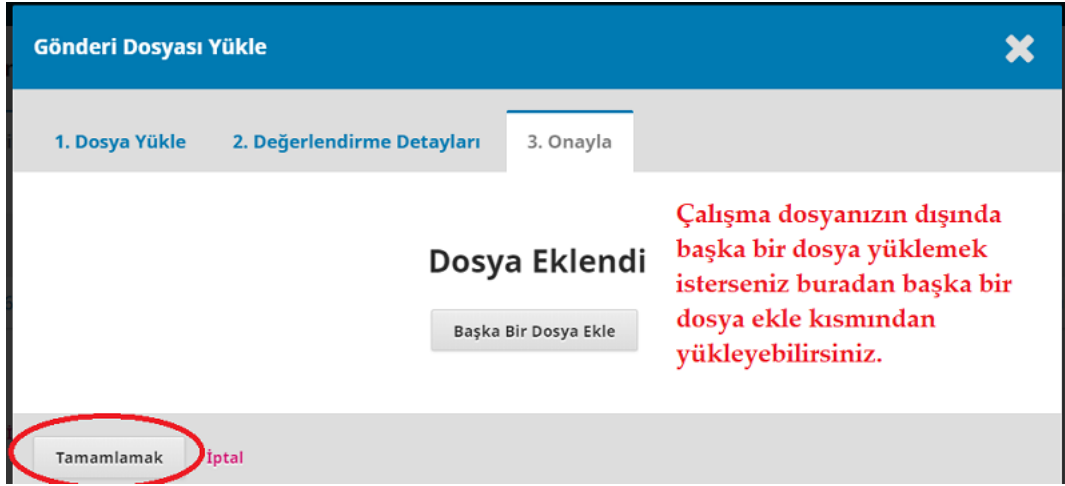 Gönderi Dosyası Yükle
1. Dosya Yükle 2. Değerlendirme Detayları 3. Onayla
Dosya Eklendi
Başka Bir Dosya Ekle
Çalışma dosyanızın dışında
başka bir dosya yüklemek
isterseniz buradan başka bir
dosya ekle kısmından
yükleyebilirsiniz.
Tamamlamak İptal